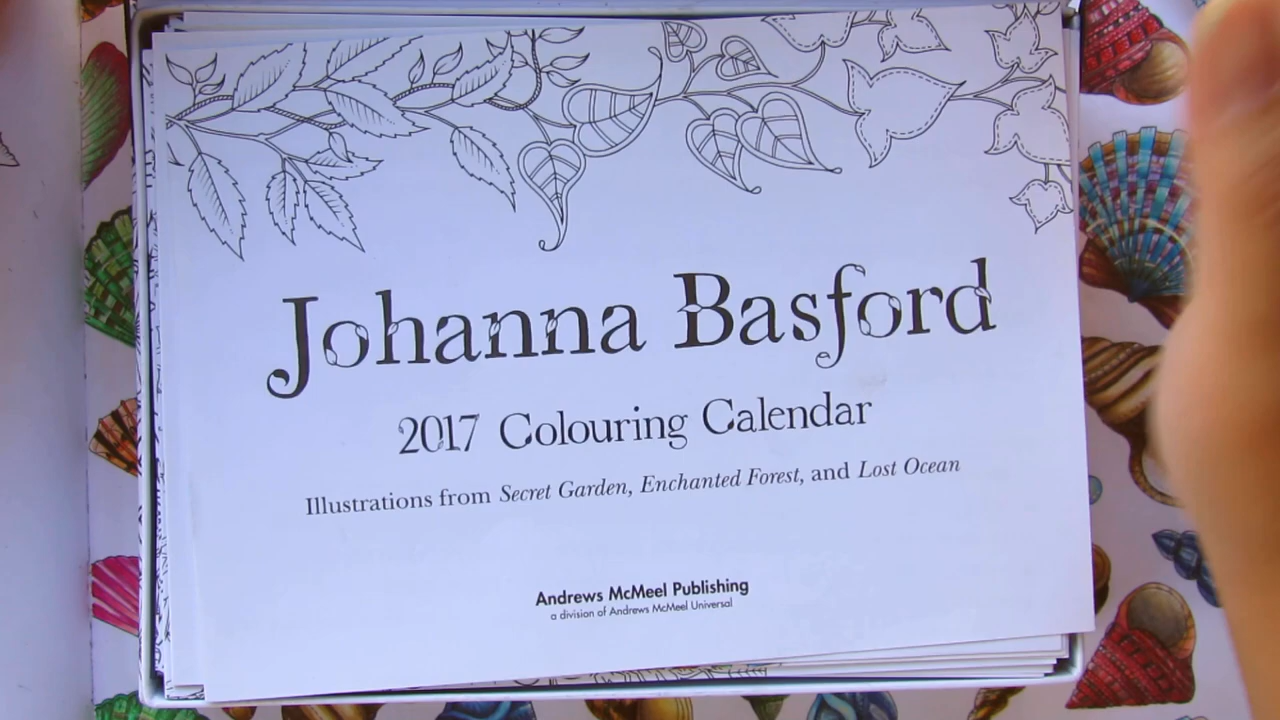 Johanna Basford
2017 Colouring Calendar
Illustrations from Secret Garden, Enchanted Forest, and Lost Ocean
Andrews McMeel Publishing
a division of Andrews McMeel Universal